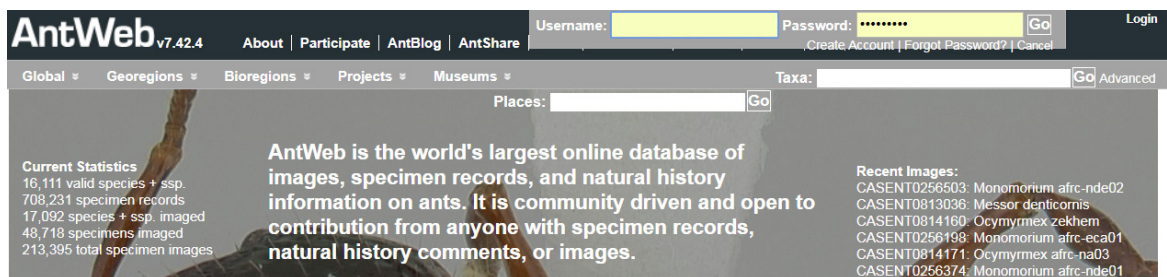 AntWeb v7.42.4 About | Participate | AntBlog | AntShare
Username: Password: ••••••••• Go Login
Create Account | Forgot Password? | Cancel
Global Georegions Bioregions Projects Museums Taxa: Go Advanced
Places: Go
Current Statistics
16,111 valid species + ssp.
708,231 specimen records
17,092 species + ssp. imaged
48,718 specimens imaged
213,395 total specimen images
AntWeb is the world's largest online database of
images, specimen records, and natural history
information on ants. It is community driven and open to
contribution from anyone with specimen records,
natural history comments, or images.
Recent Images:
CASENT0256503: Monomorium afrc-nde02
CASENT0813036: Messor denticornis
CASENT0814160: Ocymyrmex zekhem
CASENT0256198: Monomorium afrc-eca01
CASENT0814171: Ocymyrmex afrc-na03
CASENT0256374: Monomorium afrc-nde01